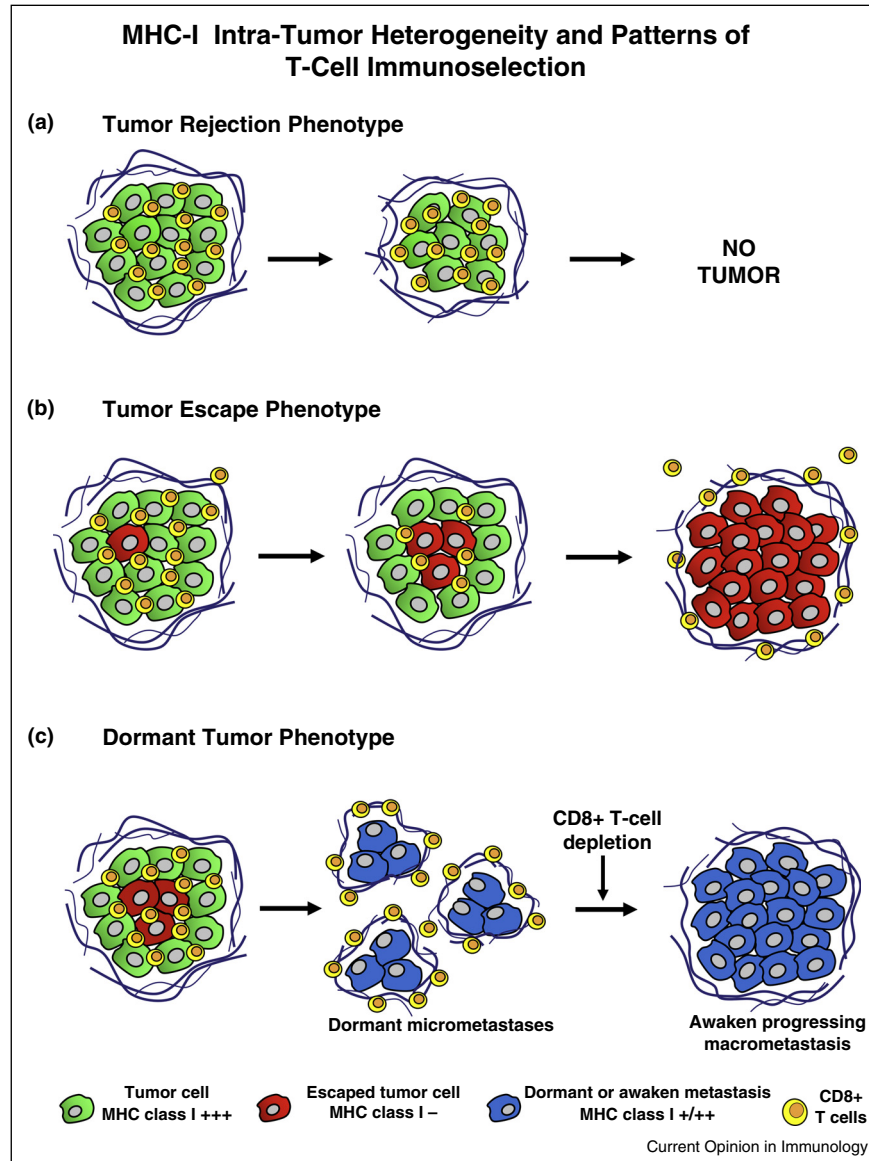 MHC-I Intra-Tumor Heterogeneity and Patterns of
T-Cell Immunoselection
(a) Tumor Rejection Phenotype
NO
TUMOR
(b) Tumor Escape Phenotype
(c) Dormant Tumor Phenotype
CD8+ T-cell
depletion
Dormant micrometastases
Awaken progressing
macrometastasis
Tumor cell
MHC class I +++
Escaped tumor cell
MHC class I –
Dormant or awaken metastasis
MHC class I +/++
CD8+
T cells
Current Opinion in Immunology